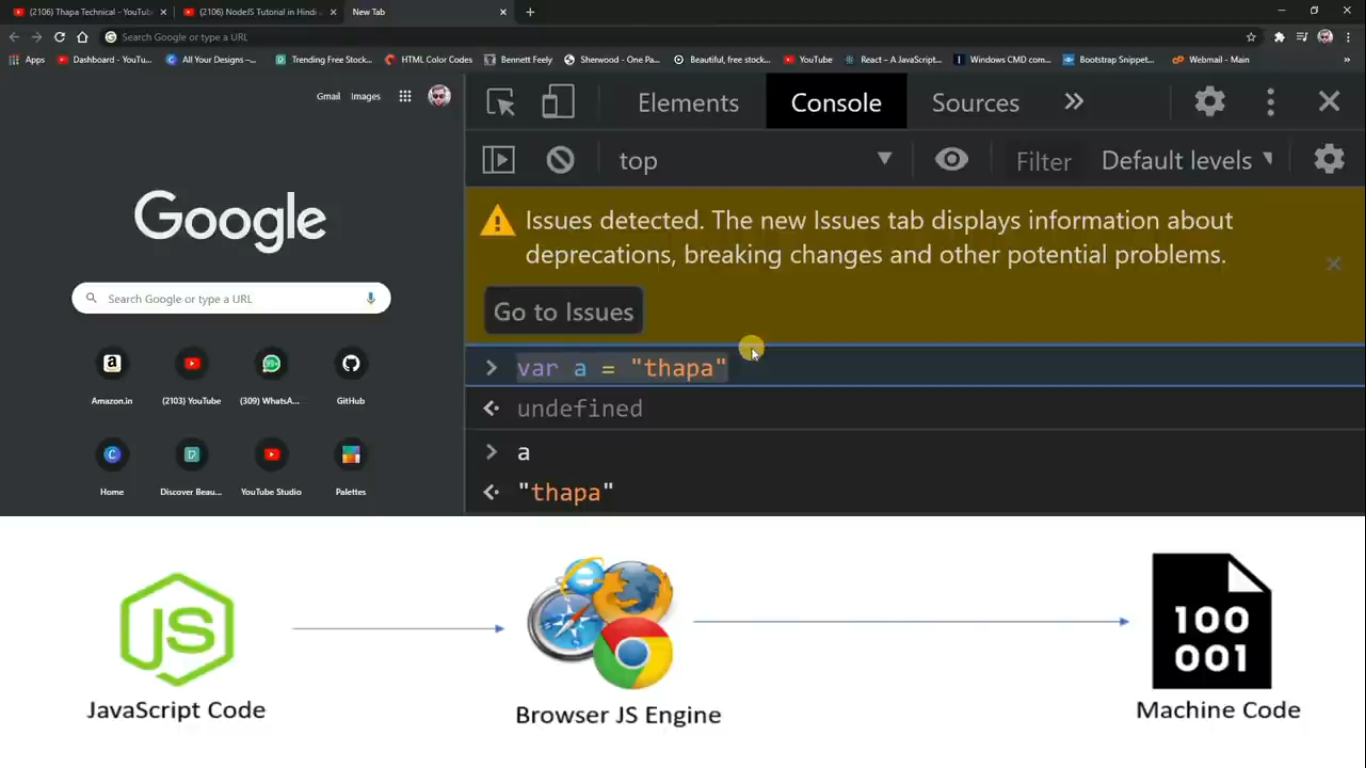 (2106) Thapa Technical - YouTub
(2106) NodeJS Tutorial in Hindi
New Tab
Search Google or type a URL
Apps
Dashboard - YouTu...
All Your Designs –...
Trending Free Stock...
HTML Color Codes
Bennett Feely
Sherwood - One Pa...
Beautiful, free stock...
YouTube
React – A JavaScript...
Windows CMD com...
Bootstrap Snippet...
Webmail - Main
Gmail Images
Google
Search Google or type a URL
Amazon.in
(2103) YouTube
(309) WhatsA...
GitHub
Home
Discover Beau...
YouTube Studio
Palettes
Elements
Console
Sources
top
Filter
Default levels
Issues detected. The new Issues tab displays information about
deprecations, breaking changes and other potential problems.
Go to Issues
var a = "thapa"
undefined
a
"thapa"
JS
JavaScript Code
Browser JS Engine
100
001
Machine Code